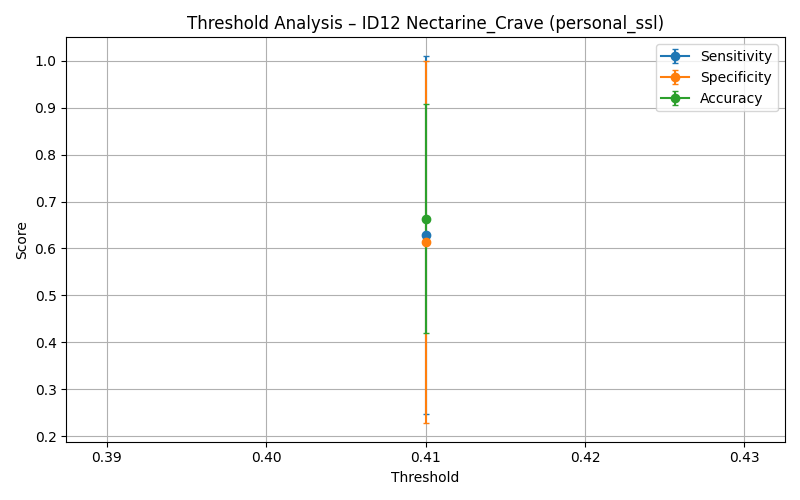 Threshold Analysis – ID12 Nectarine_Crave (personal_ssl)
Sensitivity
Specificity
Accuracy
Score
1.0
0.9
0.8
0.7
0.6
0.5
0.4
0.3
0.2
0.39 0.40 0.41 0.42 0.43
Threshold